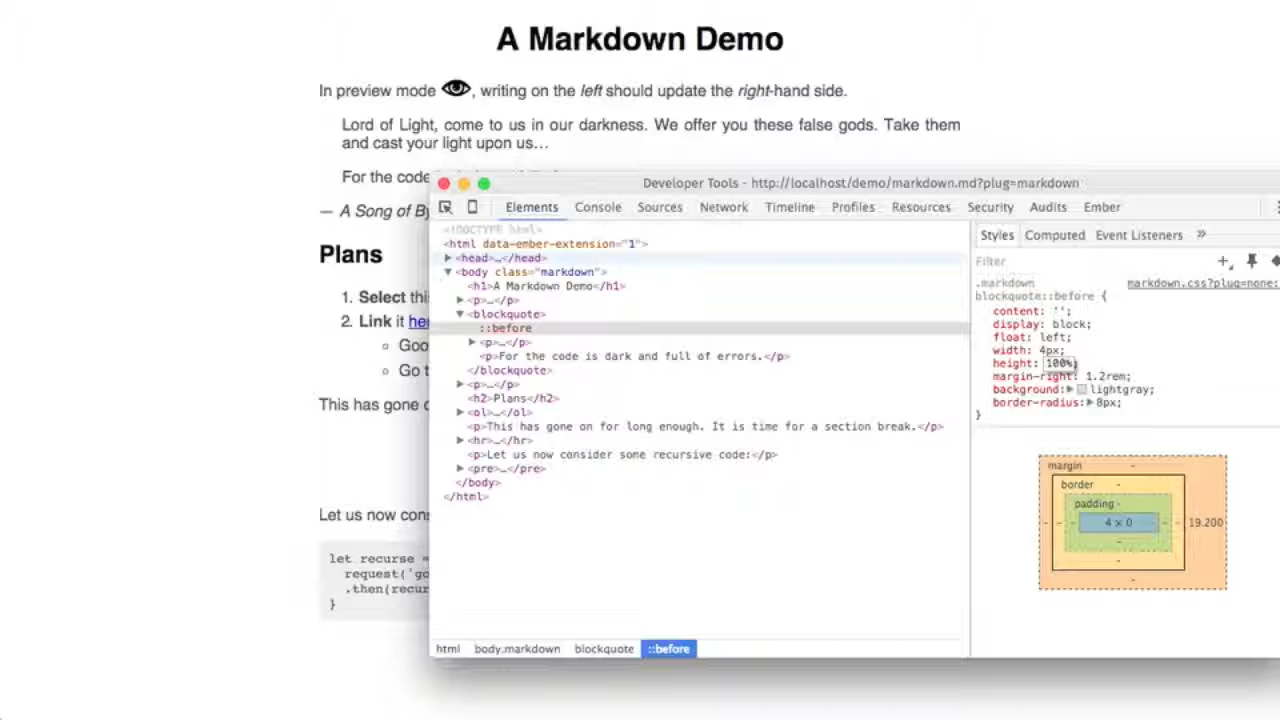 A Markdown Demo
In preview mode , writing on the left should update the right-hand side.
Lord of Light, come to us in our darkness. We offer you these false gods. Take them
and cast your light upon us…
For the code
— A Song of By
Plans
1. Select this
2. Link it here
Goo
Go t
This has gone o
Let us now cons
let recurse =
request('go
.then(recur
}
Developer Tools - http://localhost/demo/markdown.md?plug=markdown
Elements Console Sources Network Timeline Profiles Resources Security Audits Ember
<!DOCTYPE html>
<html data-ember-extension="1">
▶<head>…</head>
▼<body class="markdown">
<h1>A Markdown Demo</h1>
▶<p>…</p>
▼<blockquote>
::before
▶<p>…</p>
<p>For the code is dark and full of errors.</p>
</blockquote>
▶<p>…</p>
<h2>Plans</h2>
▶<ol>…</ol>
<p>This has gone on for long enough. It is time for a section break.</p>
▶<hr>…</hr>
<p>Let us now consider some recursive code:</p>
▶<pre>…</pre>
</body>
</html>
html body.markdown blockquote ::before
Styles Computed Event Listeners »
Filter
.markdown markdown.css?plug=none:
blockquote::before {
content: '';
display: block;
float: left;
width: 4px;
height: 100%;
margin-right: 1.2rem;
background:▶lightgray;
border-radius:▶8px;
}
margin -
border -
padding -
- - - 4 × 0 - - 19.200
-
-
-